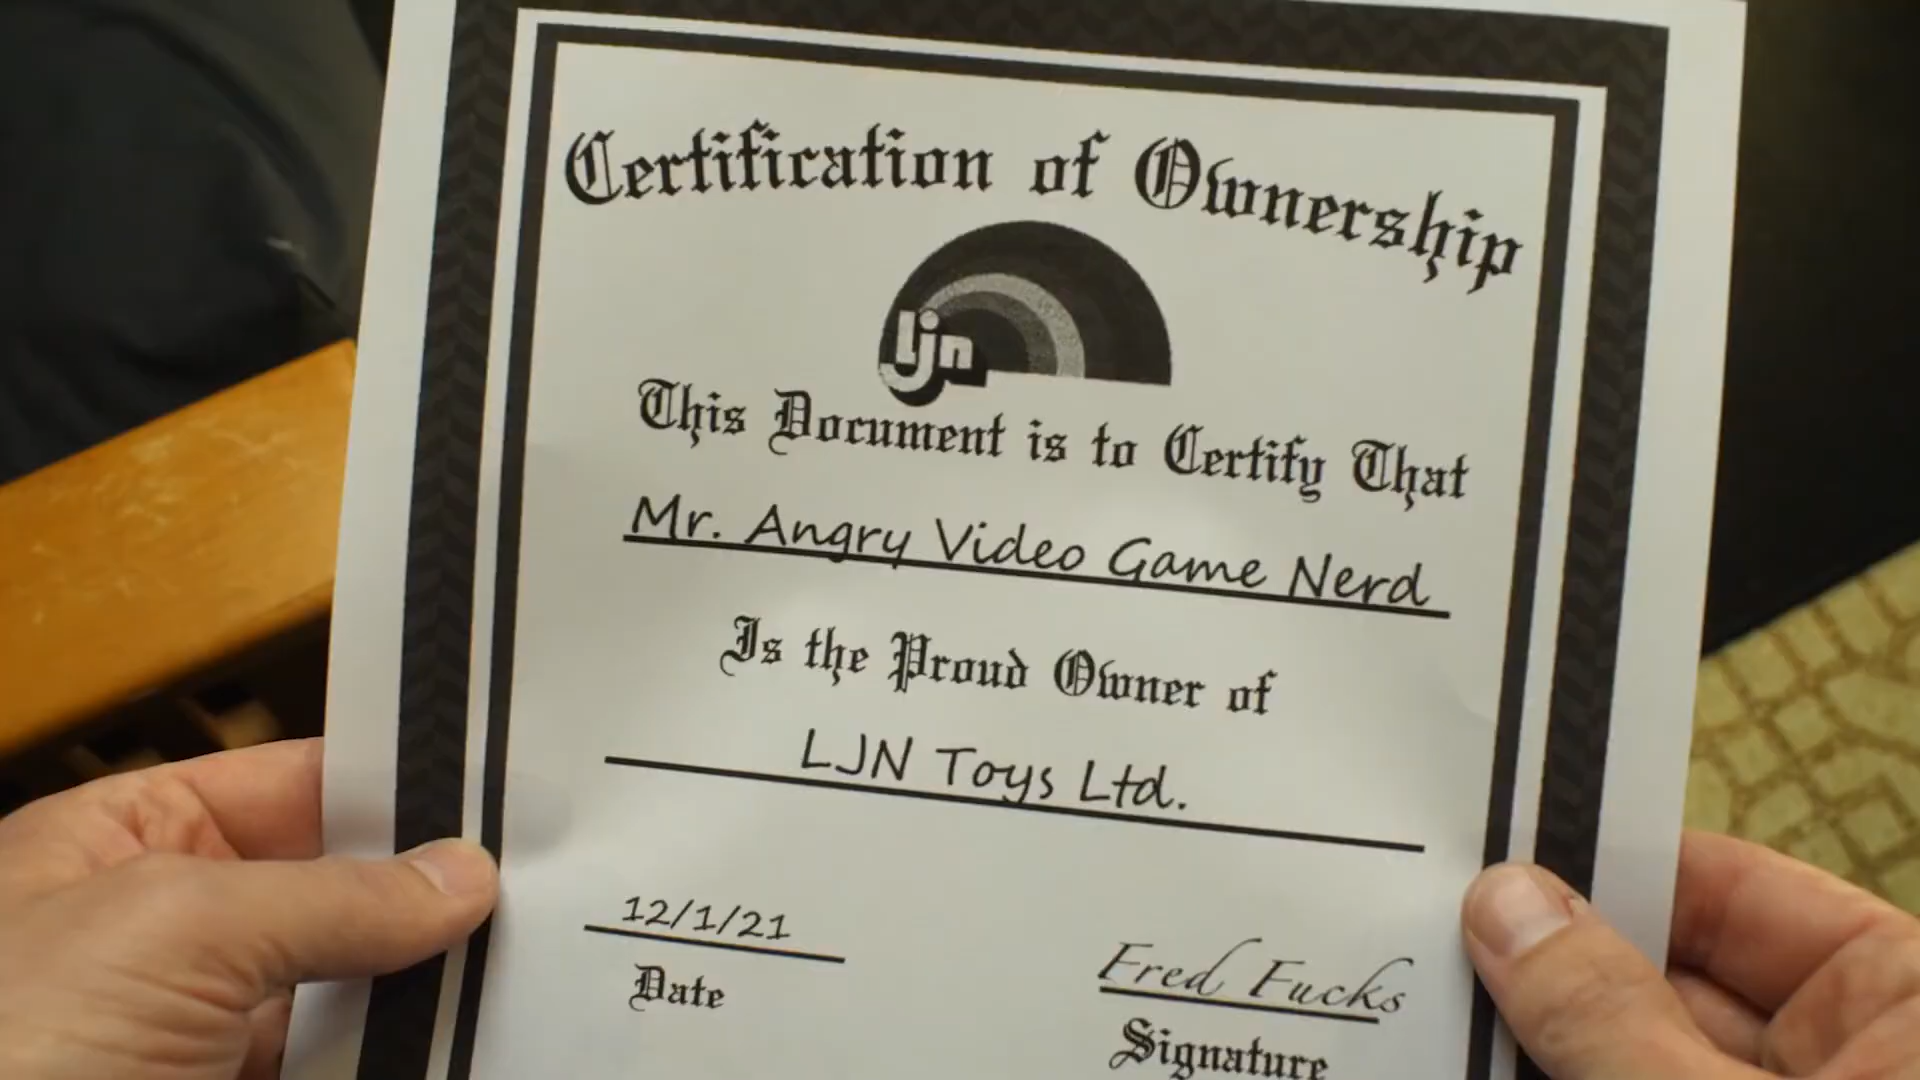 Certification of Ownership
ljn
This Document is to Certify That
Mr. Angry Video Game Nerd
Is the Proud Owner of
LJN Toys Ltd.
12/1/21
Date
Fred Fucks
Signature